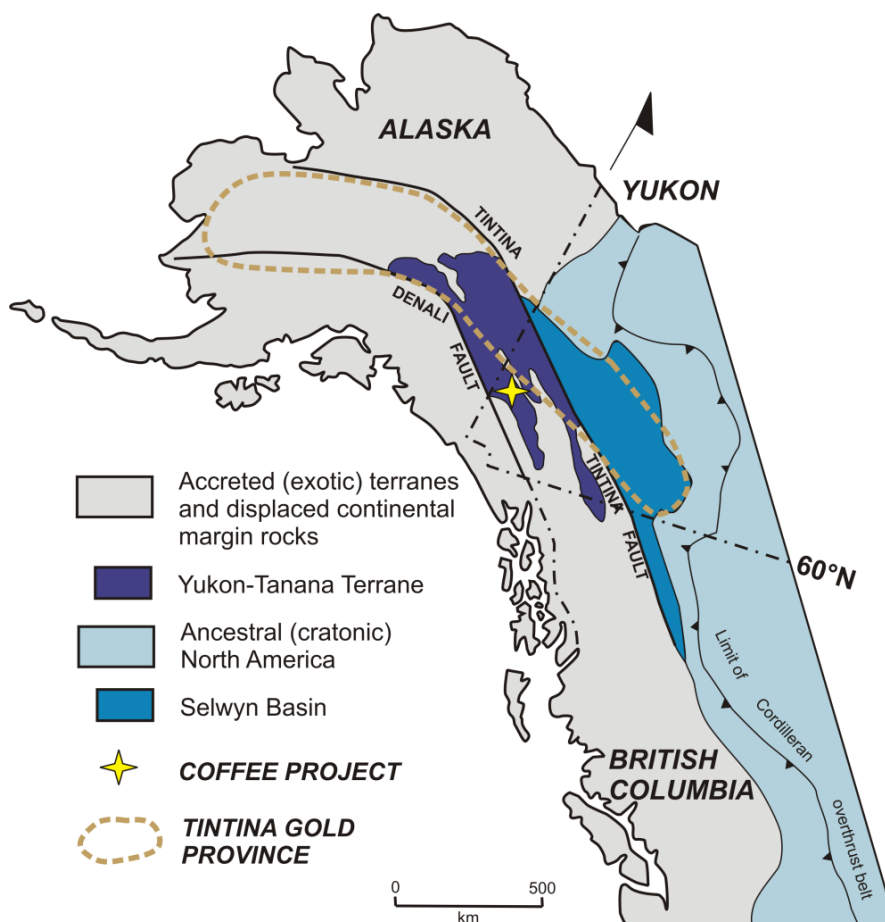 ALASKA
YUKON
TINTINA
DENALI
FAULT
TINTINA
FAULT
60°N
Accreted (exotic) terranes
and displaced continental
margin rocks
Yukon-Tanana Terrane
Ancestral (cratonic)
North America
Selwyn Basin
COFFEE PROJECT
TINTINA GOLD
PROVINCE
Limit of
Cordilleran
overthrust belt
BRITISH
COLUMBIA
0
500
km